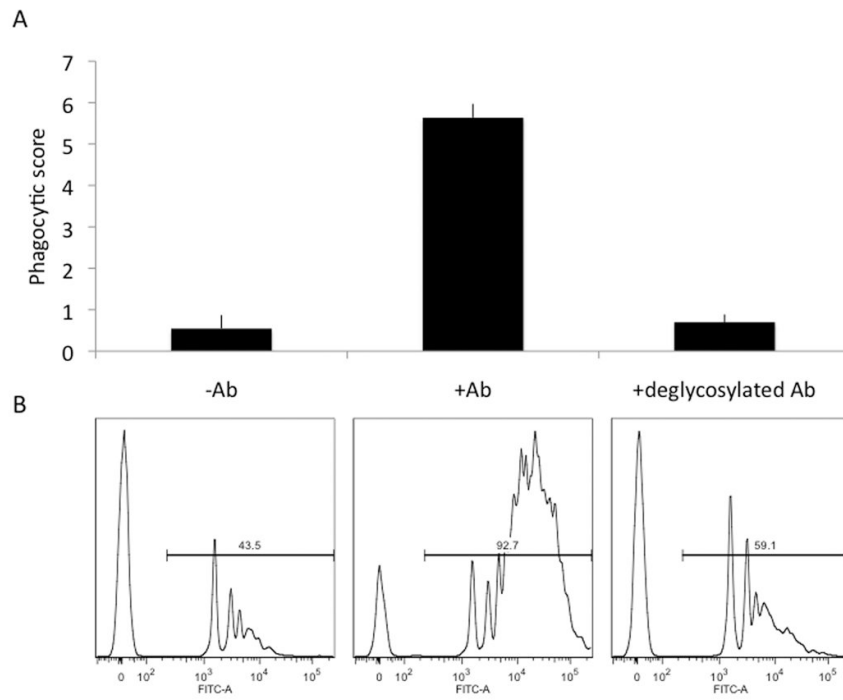 A
7
6
5
4
3
2
1
0
Phagocytic score
-Ab +Ab +deglycosylated Ab
B
43.5 92.7 59.1
0 10² 10³ 10⁴ 10⁵ 0 10² 10³ 10⁴ 10⁵ 0 10² 10³ 10⁴ 10⁵
FITC-A FITC-A FITC-A